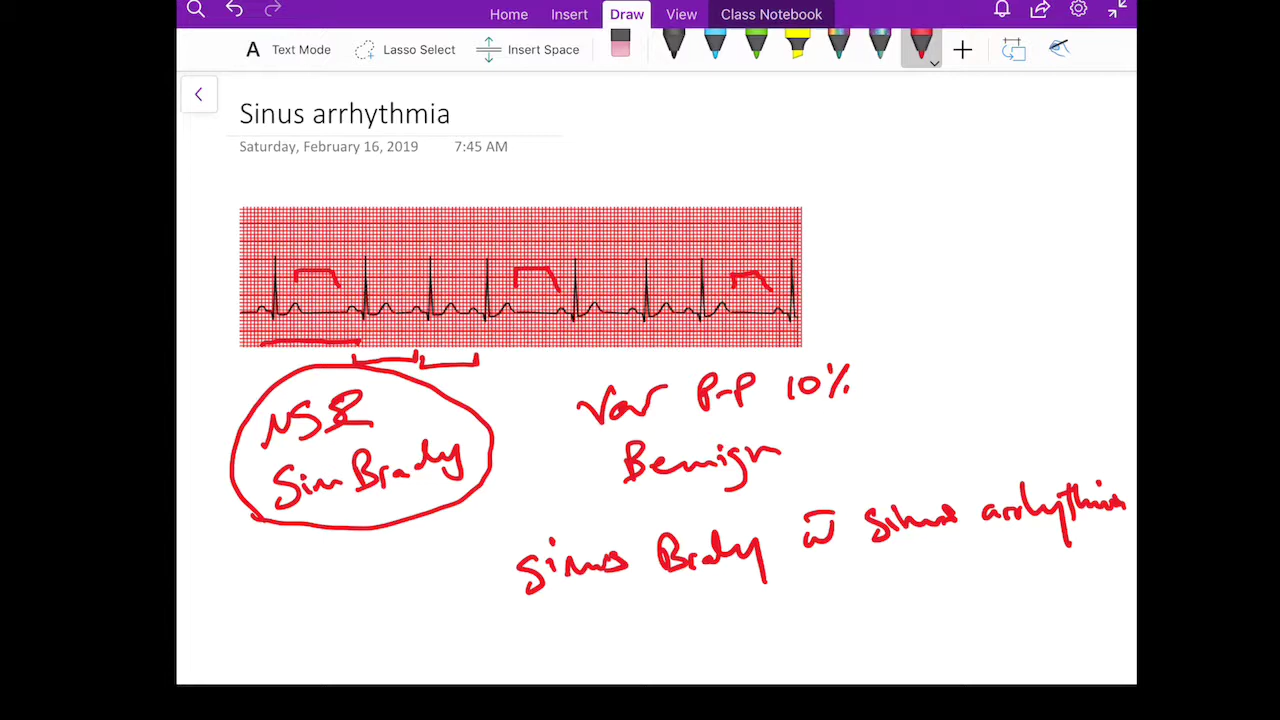 Home Insert Draw View Class Notebook
A Text Mode Lasso Select Insert Space
Sinus arrhythmia
Saturday, February 16, 2019 7:45 AM
NSR
Sin Brady
Var P-P 10%
Benign
Sinus Brady w̄ Sinus arrhythmia